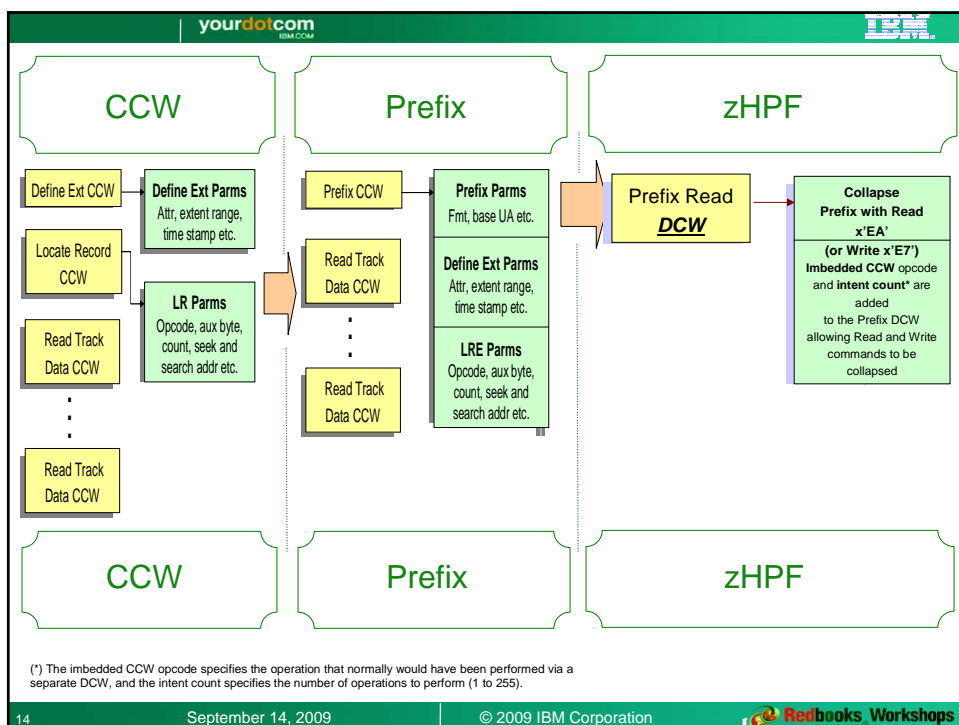 yourdotcom
IBM.COM
IBM.
CCW
Prefix
zHPF
Define Ext CCW
Define Ext Parms
Attr, extent range,
time stamp etc.
Locate Record
CCW
LR Parms
Opcode, aux byte,
count, seek and
search addr etc.
Read Track
Data CCW
Read Track
Data CCW
Prefix CCW
Prefix Parms
Fmt, base UA etc.
Read Track
Data CCW
Define Ext Parms
Attr, extent range,
time stamp etc.
LRE Parms
Opcode, aux byte,
count, seek and
search addr etc.
Read Track
Data CCW
Prefix Read
DCW
Collapse
Prefix with Read
x'EA'
(or Write x'E7')
Imbedded CCW opcode
and intent count* are
added
to the Prefix DCW
allowing Read and Write
commands to be
collapsed
CCW
Prefix
zHPF
(*) The imbedded CCW opcode specifies the operation that normally would have been performed via a
separate DCW, and the intent count specifies the number of operations to perform (1 to 255).
14 September 14, 2009 © 2009 IBM Corporation Redbooks Workshops